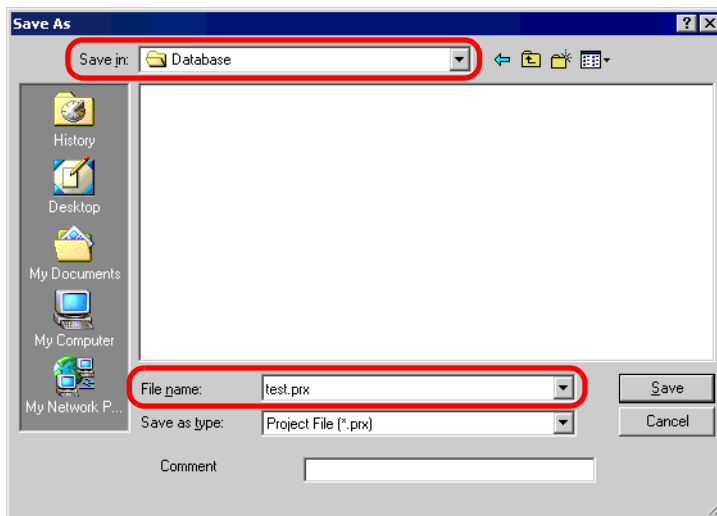 Save As
Save in: Database
History
Desktop
My Documents
My Computer
My Network P...
File name: test.prx
Save
Save as type: Project File (*.prx)
Cancel
Comment